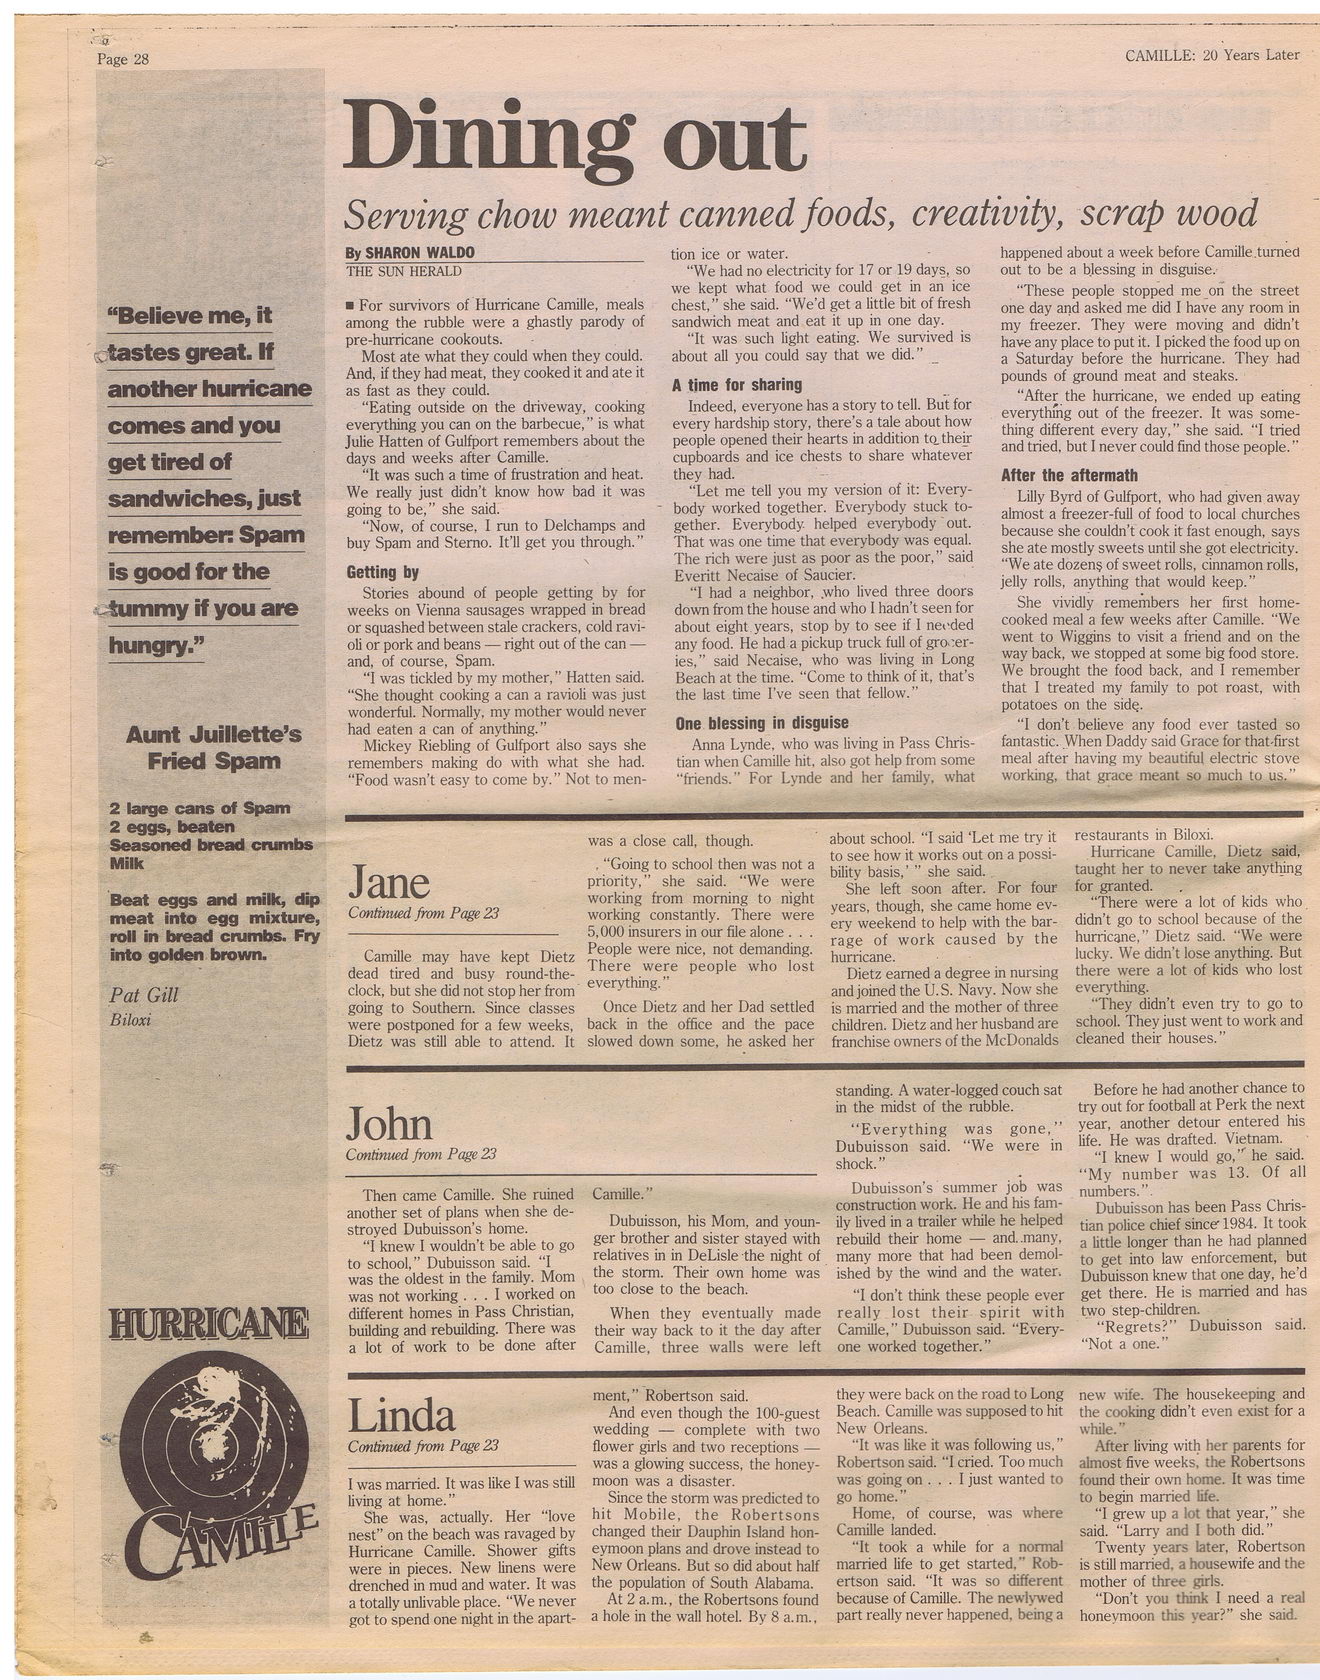 Page 28
CAMILLE: 20 Years Later
Dining out
Serving chow meant canned foods, creativity, scrap wood
"Believe me, it
tastes great. If
another hurricane
comes and you
get tired of
sandwiches, just
remember: Spam
is good for the
tummy if you are
hungry."
Aunt Juillette's
Fried Spam
2 large cans of Spam
2 eggs, beaten
Seasoned bread crumbs
Milk
Beat eggs and milk, dip
meat into egg mixture,
roll in bread crumbs. Fry
into golden brown.
Pat Gill
Biloxi
HURRICANE
CAMILLE
By SHARON WALDO
THE SUN HERALD
■ For survivors of Hurricane Camille, meals
among the rubble were a ghastly parody of
pre-hurricane cookouts.
Most ate what they could when they could.
And, if they had meat, they cooked it and ate it
as fast as they could.
"Eating outside on the driveway, cooking
everything you can on the barbecue," is what
Julie Hatten of Gulfport remembers about the
days and weeks after Camille.
"It was such a time of frustration and heat.
We really just didn't know how bad it was
going to be," she said.
"Now, of course, I run to Delchamps and
buy Spam and Sterno. It'll get you through."
Getting by
Stories abound of people getting by for
weeks on Vienna sausages wrapped in bread
or squashed between stale crackers, cold ravi-
oli or pork and beans — right out of the can —
and, of course, Spam.
"I was tickled by my mother," Hatten said.
"She thought cooking a can a ravioli was just
wonderful. Normally, my mother would never
had eaten a can of anything."
Mickey Riebling of Gulfport also says she
remembers making do with what she had.
"Food wasn't easy to come by." Not to men-
tion ice or water.
"We had no electricity for 17 or 19 days, so
we kept what food we could get in an ice
chest," she said. "We'd get a little bit of fresh
sandwich meat and eat it up in one day.
"It was such light eating. We survived is
about all you could say that we did."
A time for sharing
Indeed, everyone has a story to tell. But for
every hardship story, there's a tale about how
people opened their hearts in addition to their
cupboards and ice chests to share whatever
they had.
"Let me tell you my version of it: Every-
body worked together. Everybody stuck to-
gether. Everybody helped everybody out.
That was one time that everybody was equal.
The rich were just as poor as the poor," said
Everitt Necaise of Saucier.
"I had a neighbor, who lived three doors
down from the house and who I hadn't seen for
about eight years, stop by to see if I needed
any food. He had a pickup truck full of grocer-
ies," said Necaise, who was living in Long
Beach at the time. "Come to think of it, that's
the last time I've seen that fellow."
One blessing in disguise
Anna Lynde, who was living in Pass Chris-
tian when Camille hit, also got help from some
"friends." For Lynde and her family, what
happened about a week before Camille turned
out to be a blessing in disguise.
"These people stopped me on the street
one day and asked me did I have any room in
my freezer. They were moving and didn't
have any place to put it. I picked the food up on
a Saturday before the hurricane. They had
pounds of ground meat and steaks.
"After the hurricane, we ended up eating
everything out of the freezer. It was some-
thing different every day," she said. "I tried
and tried, but I never could find those people."
After the aftermath
Lilly Byrd of Gulfport, who had given away
almost a freezer-full of food to local churches
because she couldn't cook it fast enough, says
she ate mostly sweets until she got electricity.
"We ate dozens of sweet rolls, cinnamon rolls,
jelly rolls, anything that would keep."
She vividly remembers her first home-
cooked meal a few weeks after Camille. "We
went to Wiggins to visit a friend and on the
way back, we stopped at some big food store.
We brought the food back, and I remember
that I treated my family to pot roast, with
potatoes on the side.
"I don't believe any food ever tasted so
fantastic. When Daddy said Grace for that first
meal after having my beautiful electric stove
working, that grace meant so much to us."
Jane
Continued from Page 23
Camille may have kept Dietz
dead tired and busy round-the-
clock, but she did not stop her from
going to Southern. Since classes
were postponed for a few weeks,
Dietz was still able to attend. It
was a close call, though.
"Going to school then was not a
priority," she said. "We were
working from morning to night
working constantly. There were
5,000 insurers in our file alone . . .
People were nice, not demanding.
There were people who lost
everything."
Once Dietz and her Dad settled
back in the office and the pace
slowed down some, he asked her
about school. "I said 'Let me try it
to see how it works out on a possi-
bility basis,' " she said.
She left soon after. For four
years, though, she came home ev-
ery weekend to help with the bar-
rage of work caused by the
hurricane.
Dietz earned a degree in nursing
and joined the U.S. Navy. Now she
is married and the mother of three
children. Dietz and her husband are
franchise owners of the McDonalds
restaurants in Biloxi.
Hurricane Camille, Dietz said,
taught her to never take anything
for granted.
"There were a lot of kids who
didn't go to school because of the
hurricane," Dietz said. "We were
lucky. We didn't lose anything. But
there were a lot of kids who lost
everything.
"They didn't even try to go to
school. They just went to work and
cleaned their houses."
John
Continued from Page 23
Then came Camille. She ruined
another set of plans when she de-
stroyed Dubuisson's home.
"I knew I wouldn't be able to go
to school," Dubuisson said. "I
was the oldest in the family. Mom
was not working . . . I worked on
different homes in Pass Christian,
building and rebuilding. There was
a lot of work to be done after
Camille."
Dubuisson, his Mom, and youn-
ger brother and sister stayed with
relatives in in DeLisle the night of
the storm. Their own home was
too close to the beach.
When they eventually made
their way back to it the day after
Camille, three walls were left
standing. A water-logged couch sat
in the midst of the rubble.
"Everything was gone,"
Dubuisson said. "We were in
shock."
Dubuisson's summer job was
construction work. He and his fam-
ily lived in a trailer while he helped
rebuild their home — and many,
many more that had been demol-
ished by the wind and the water.
"I don't think these people ever
really lost their spirit with
Camille," Dubuisson said. "Every-
one worked together."
Before he had another chance to
try out for football at Perk the next
year, another detour entered his
life. He was drafted. Vietnam.
"I knew I would go," he said.
"My number was 13. Of all
numbers."
Dubuisson has been Pass Chris-
tian police chief since 1984. It took
a little longer than he had planned
to get into law enforcement, but
Dubuisson knew that one day, he'd
get there. He is married and has
two step-children.
"Regrets?" Dubuisson said.
"Not a one."
Linda
Continued from Page 23
I was married. It was like I was still
living at home."
She was, actually. Her "love
nest" on the beach was ravaged by
Hurricane Camille. Shower gifts
were in pieces. New linens were
drenched in mud and water. It was
a totally unlivable place. "We never
got to spend one night in the apart-
ment," Robertson said.
And even though the 100-guest
wedding — complete with two
flower girls and two receptions —
was a glowing success, the honey-
moon was a disaster.
Since the storm was predicted to
hit Mobile, the Robertsons
changed their Dauphin Island hon-
eymoon plans and drove instead to
New Orleans. But so did about half
the population of South Alabama.
At 2 a.m., the Robertsons found
a hole in the wall hotel. By 8 a.m.,
they were back on the road to Long
Beach. Camille was supposed to hit
New Orleans.
"It was like it was following us,"
Robertson said. "I cried. Too much
was going on . . . I just wanted to
go home."
Home, of course, was where
Camille landed.
"It took a while for a normal
married life to get started," Rob-
ertson said. "It was so different
because of Camille. The newlywed
part really never happened, being a
new wife. The housekeeping and
the cooking didn't even exist for a
while."
After living with her parents for
almost five weeks, the Robertsons
found their own home. It was time
to begin married life.
"I grew up a lot that year," she
said. "Larry and I both did."
Twenty years later, Robertson
is still married, a housewife and the
mother of three girls.
"Don't you think I need a real
honeymoon this year?" she said.